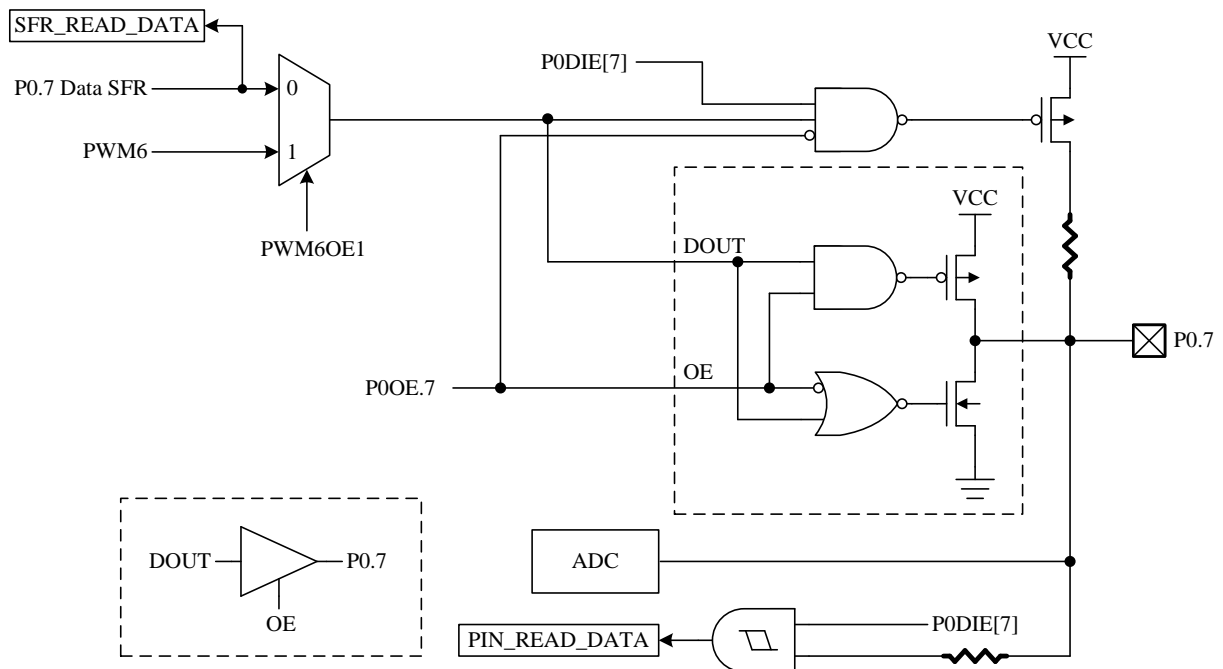 SFR_READ_DATA
VCC
P0DIE[7]
P0.7 Data SFR
0
PWM6
1
VCC
PWM6OE1
DOUT
P0.7
P0OE.7
OE
DOUT
P0.7
ADC
OE
PIN_READ_DATA
P0DIE[7]